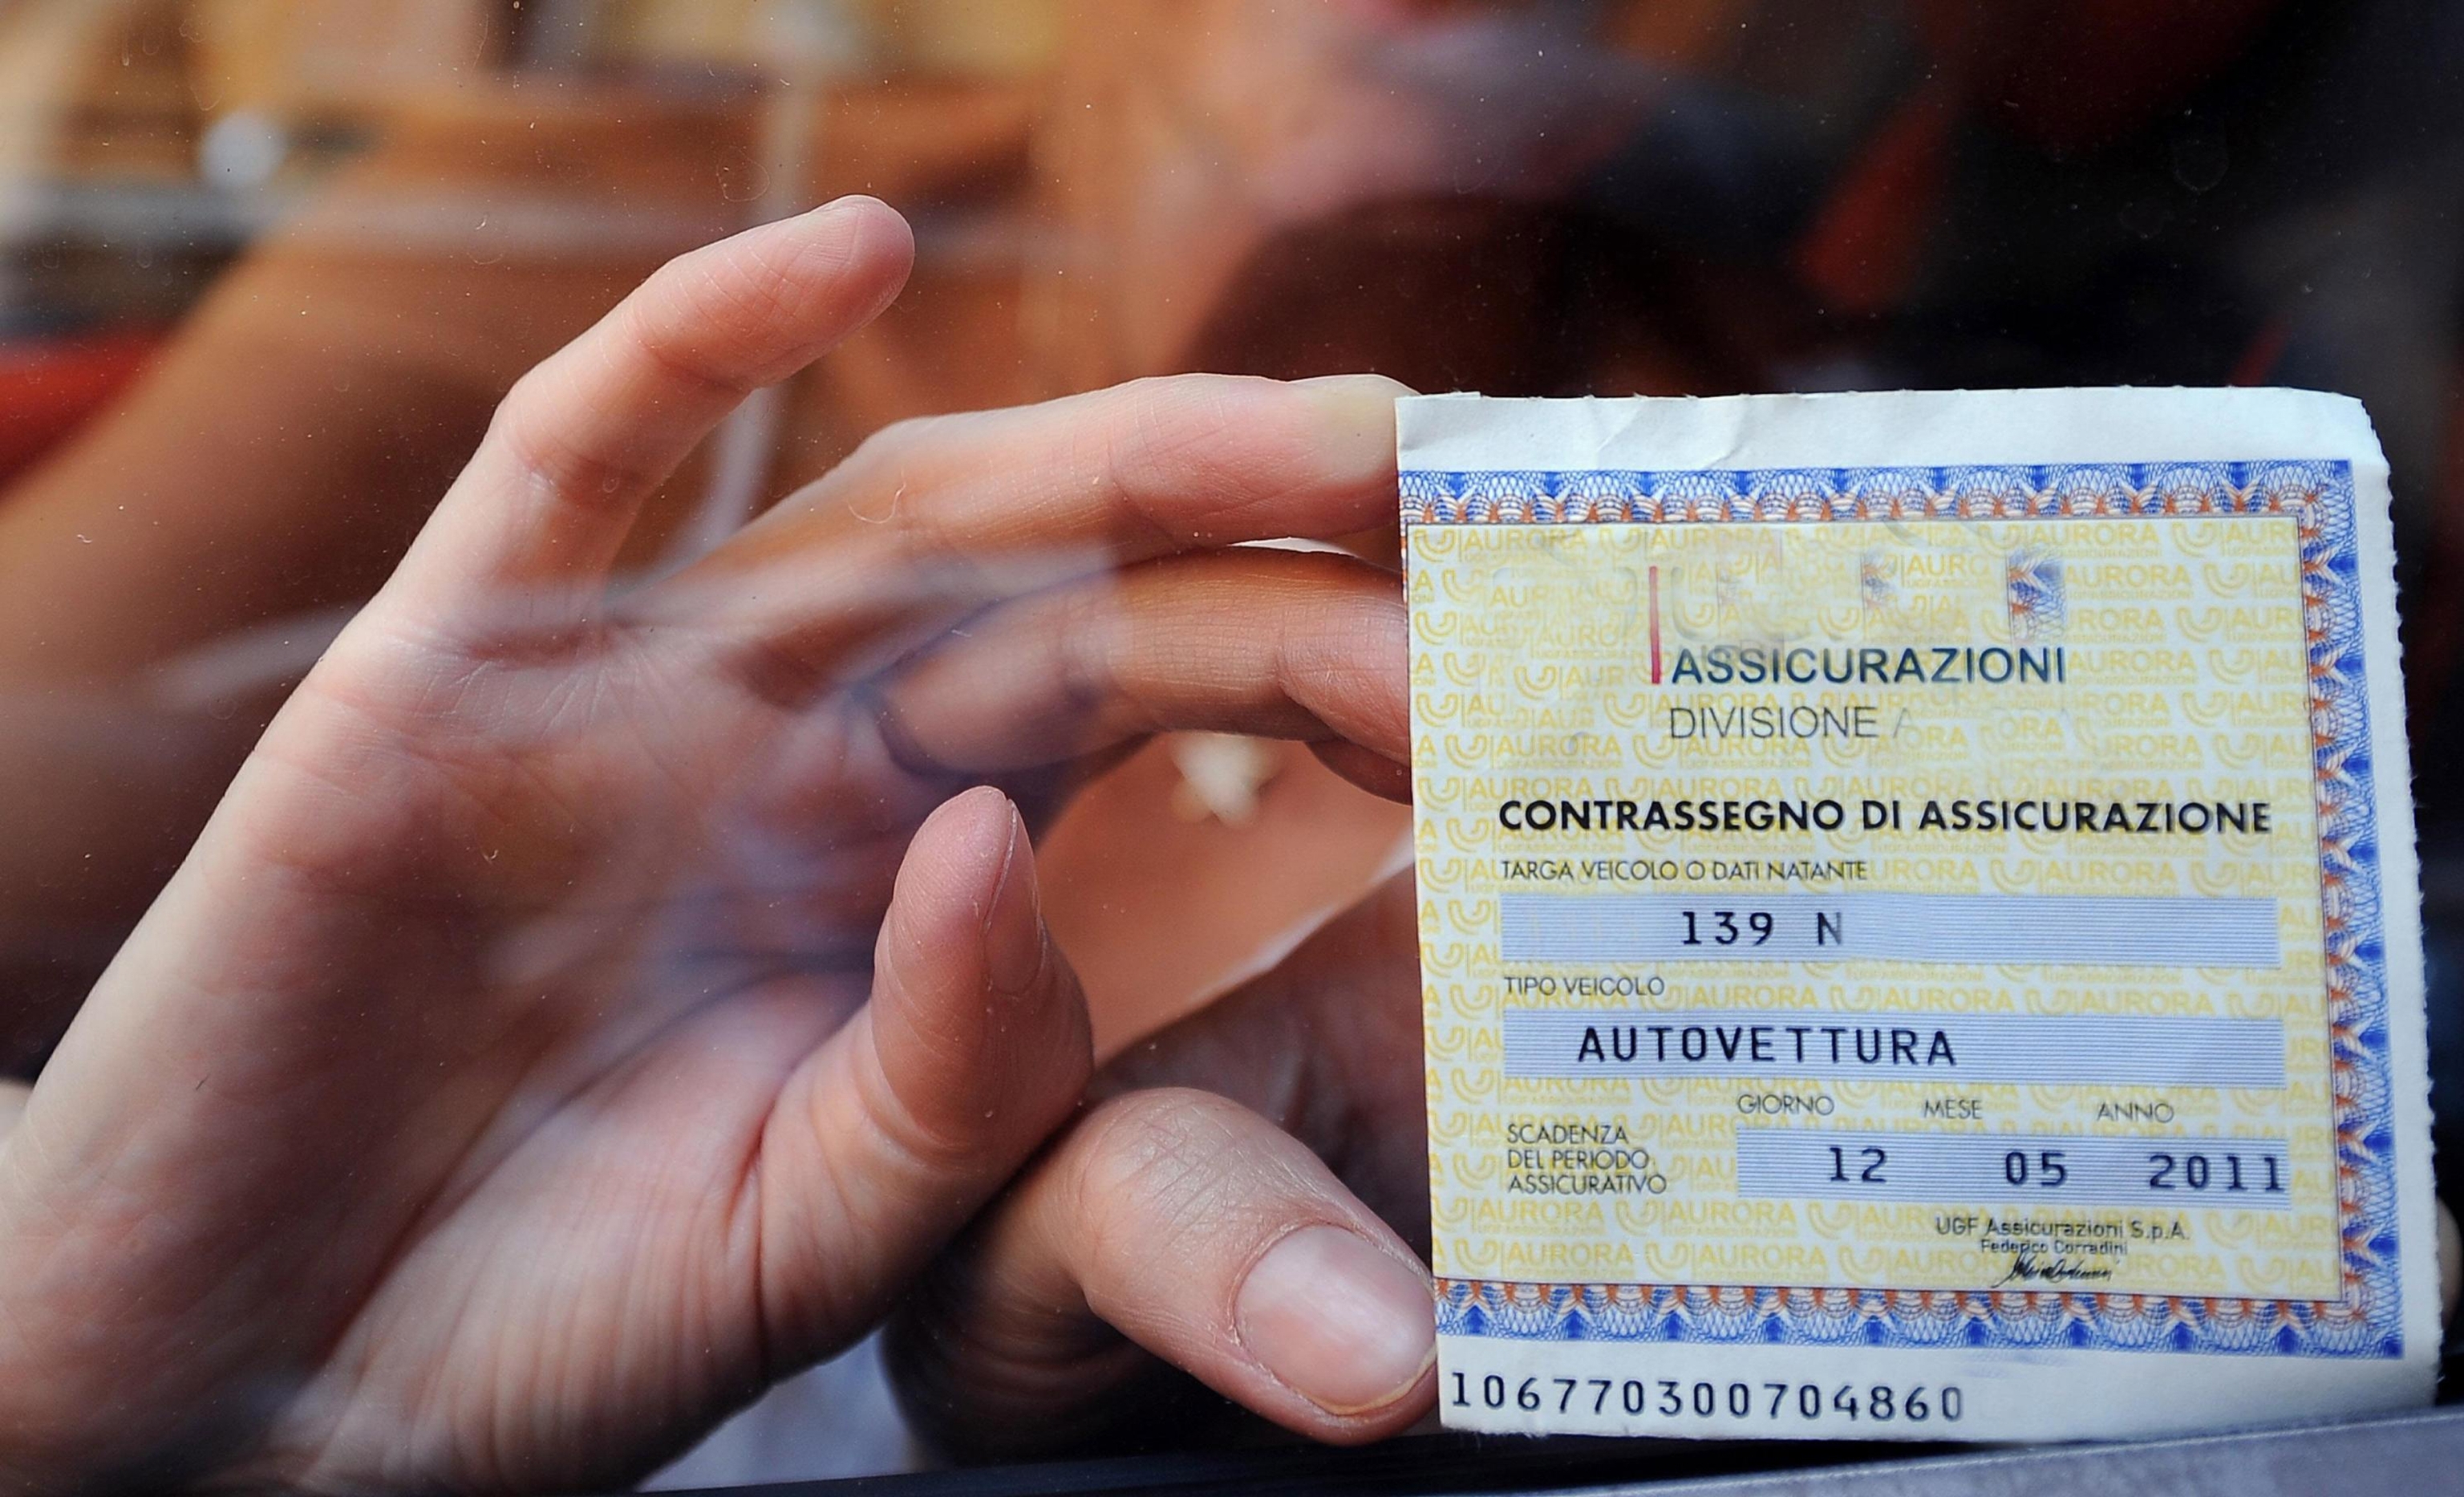 ASSICURAZIONI
DIVISIONE
CONTRASSEGNO DI ASSICURAZIONE
TARGA VEICOLO O DATI NATANTE
139 N
TIPO VEICOLO
AUTOVETTURA
GIORNO MESE ANNO
SCADENZA
DEL PERIODO
ASSICURATIVO
12 05 2011
UGF Assicurazioni S.p.A.
Federico Corradini
106770300704860